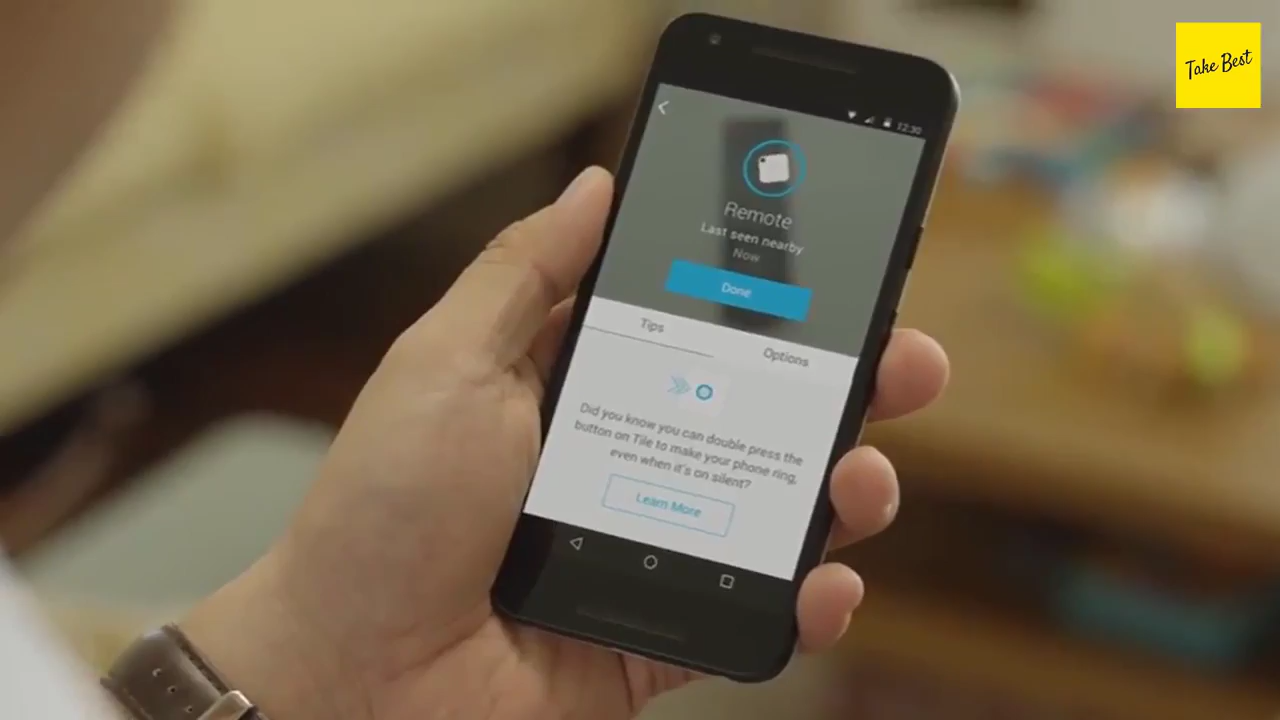 Take Best
12:30
Remote
Last seen nearby
Now
Done
Tips
Options
Did you know you can double press the
button on Tile to make your phone ring,
even when it's on silent?
Learn More